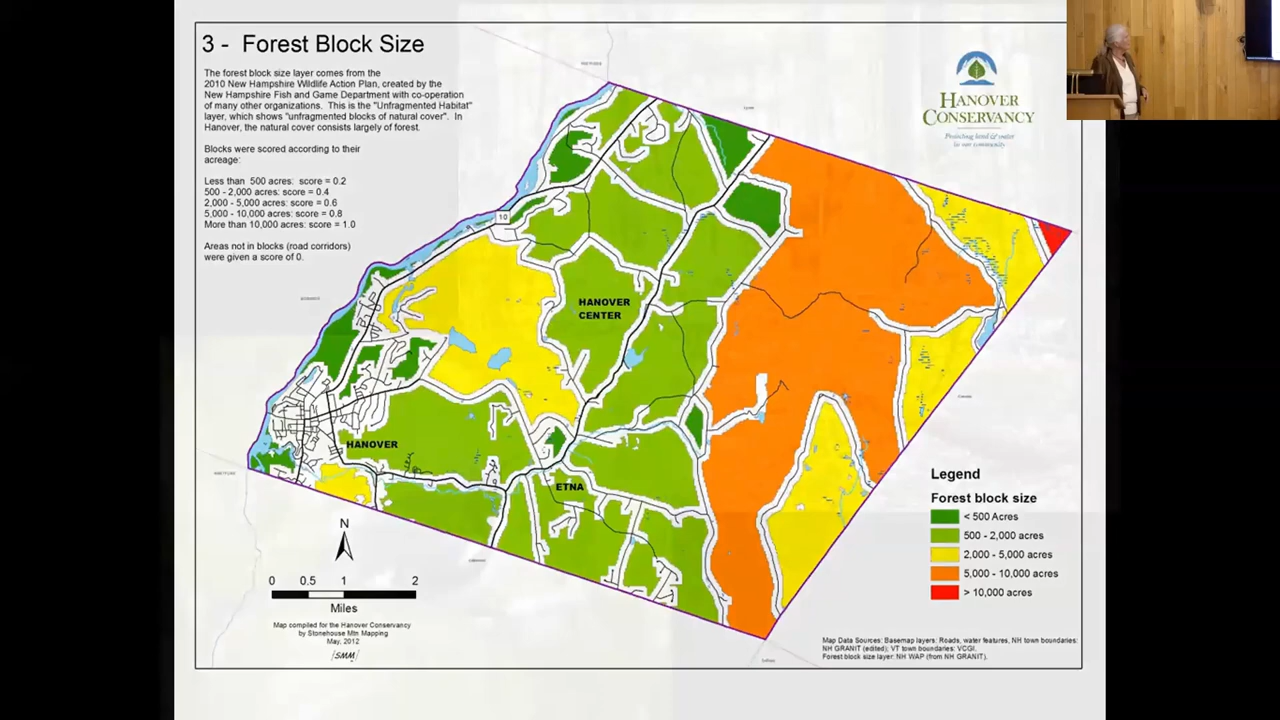 3 - Forest Block Size
The forest block size layer comes from the
2010 New Hampshire Wildlife Action Plan, created by the
New Hampshire Fish and Game Department with co-operation
of many other organizations. This is the "Unfragmented Habitat"
layer, which shows "unfragmented blocks of natural cover". In
Hanover, the natural cover consists largely of forest.
Blocks were scored according to their
acreage:
Less than 500 acres: score = 0.2
500 - 2,000 acres: score = 0.4
2,000 - 5,000 acres: score = 0.6
5,000 - 10,000 acres: score = 0.8
More than 10,000 acres: score = 1.0
Areas not in blocks (road corridors)
were given a score of 0.
HANOVER
CONSERVANCY
Protecting land & water
in our community
10
HANOVER
CENTER
HANOVER
ETNA
N
0 0.5 1 2
Miles
Map compiled for the Hanover Conservancy
by Stonehouse Mtn Mapping
May, 2012
SMM
Legend
Forest block size
< 500 Acres
500 - 2,000 acres
2,000 - 5,000 acres
5,000 - 10,000 acres
> 10,000 acres
Map Data Sources: Basemap layers: Roads, water features, NH town boundaries:
NH GRANIT (edited); VT town boundaries: VCGI.
Forest block size layer: NH WAP (from NH GRANIT).